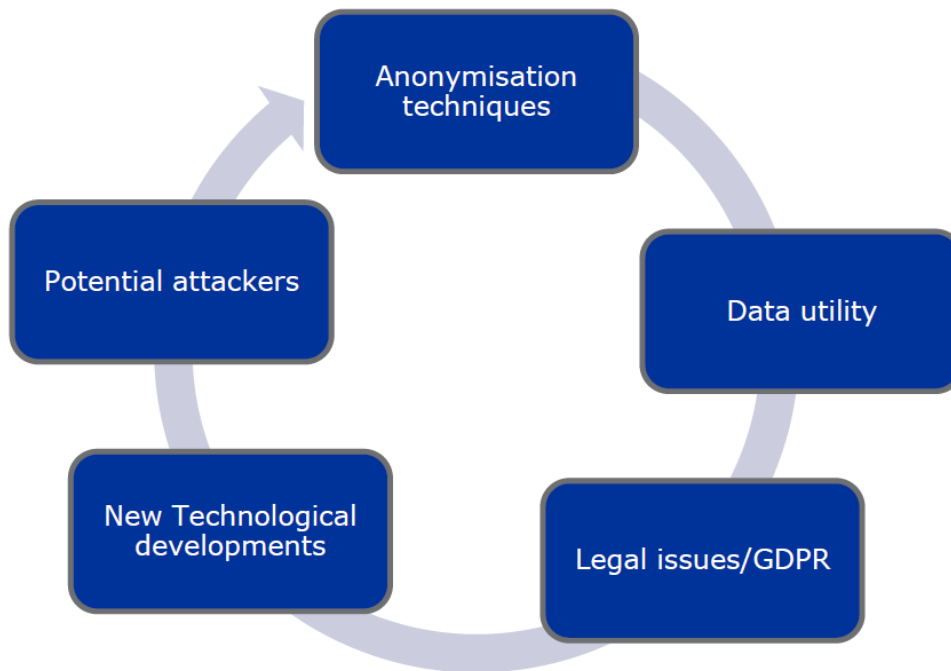 Anonymisation
techniques
Data utility
Legal issues/GDPR
New Technological
developments
Potential attackers